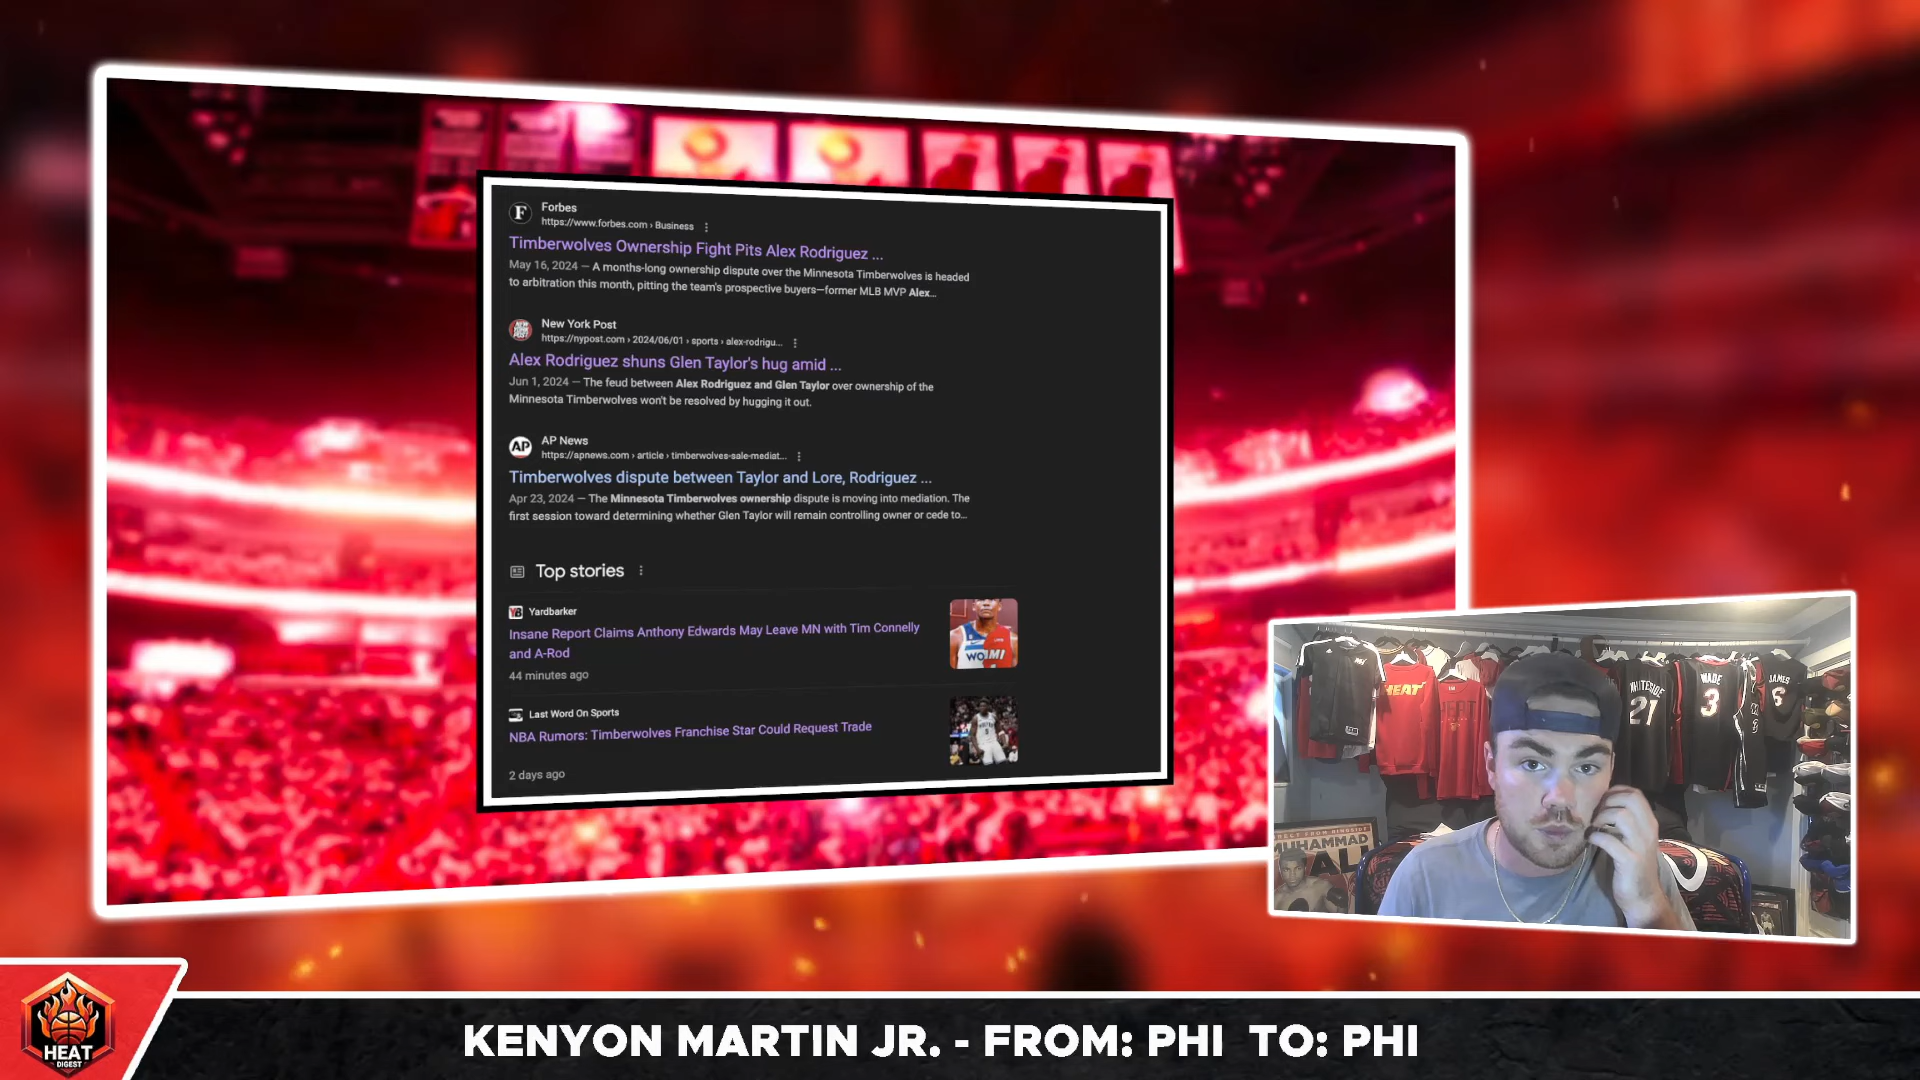 Forbes
https://www.forbes.com › Business
Timberwolves Ownership Fight Pits Alex Rodriguez ...
May 16, 2024 — A months-long ownership dispute over the Minnesota Timberwolves is headed
to arbitration this month, pitting the team's prospective buyers—former MLB MVP Alex...
New York Post
https://nypost.com › 2024/06/01 › sports › alex-rodrigu...
Alex Rodriguez shuns Glen Taylor's hug amid ...
Jun 1, 2024 — The feud between Alex Rodriguez and Glen Taylor over ownership of the
Minnesota Timberwolves won't be resolved by hugging it out.
AP
AP News
https://apnews.com › article › timberwolves-sale-mediat...
Timberwolves dispute between Taylor and Lore, Rodriguez ...
Apr 23, 2024 — The Minnesota Timberwolves ownership dispute is moving into mediation. The
first session toward determining whether Glen Taylor will remain controlling owner or cede to...
Top stories
YB Yardbarker
Insane Report Claims Anthony Edwards May Leave MN with Tim Connelly
and A-Rod
44 minutes ago
Last Word On Sports
NBA Rumors: Timberwolves Franchise Star Could Request Trade
2 days ago
HEAT
WHITESIDE
21
WADE
3
JAMES
6
MUHAMMAD
ALI
HEAT
DIGEST
KENYON MARTIN JR. - FROM: PHI TO: PHI